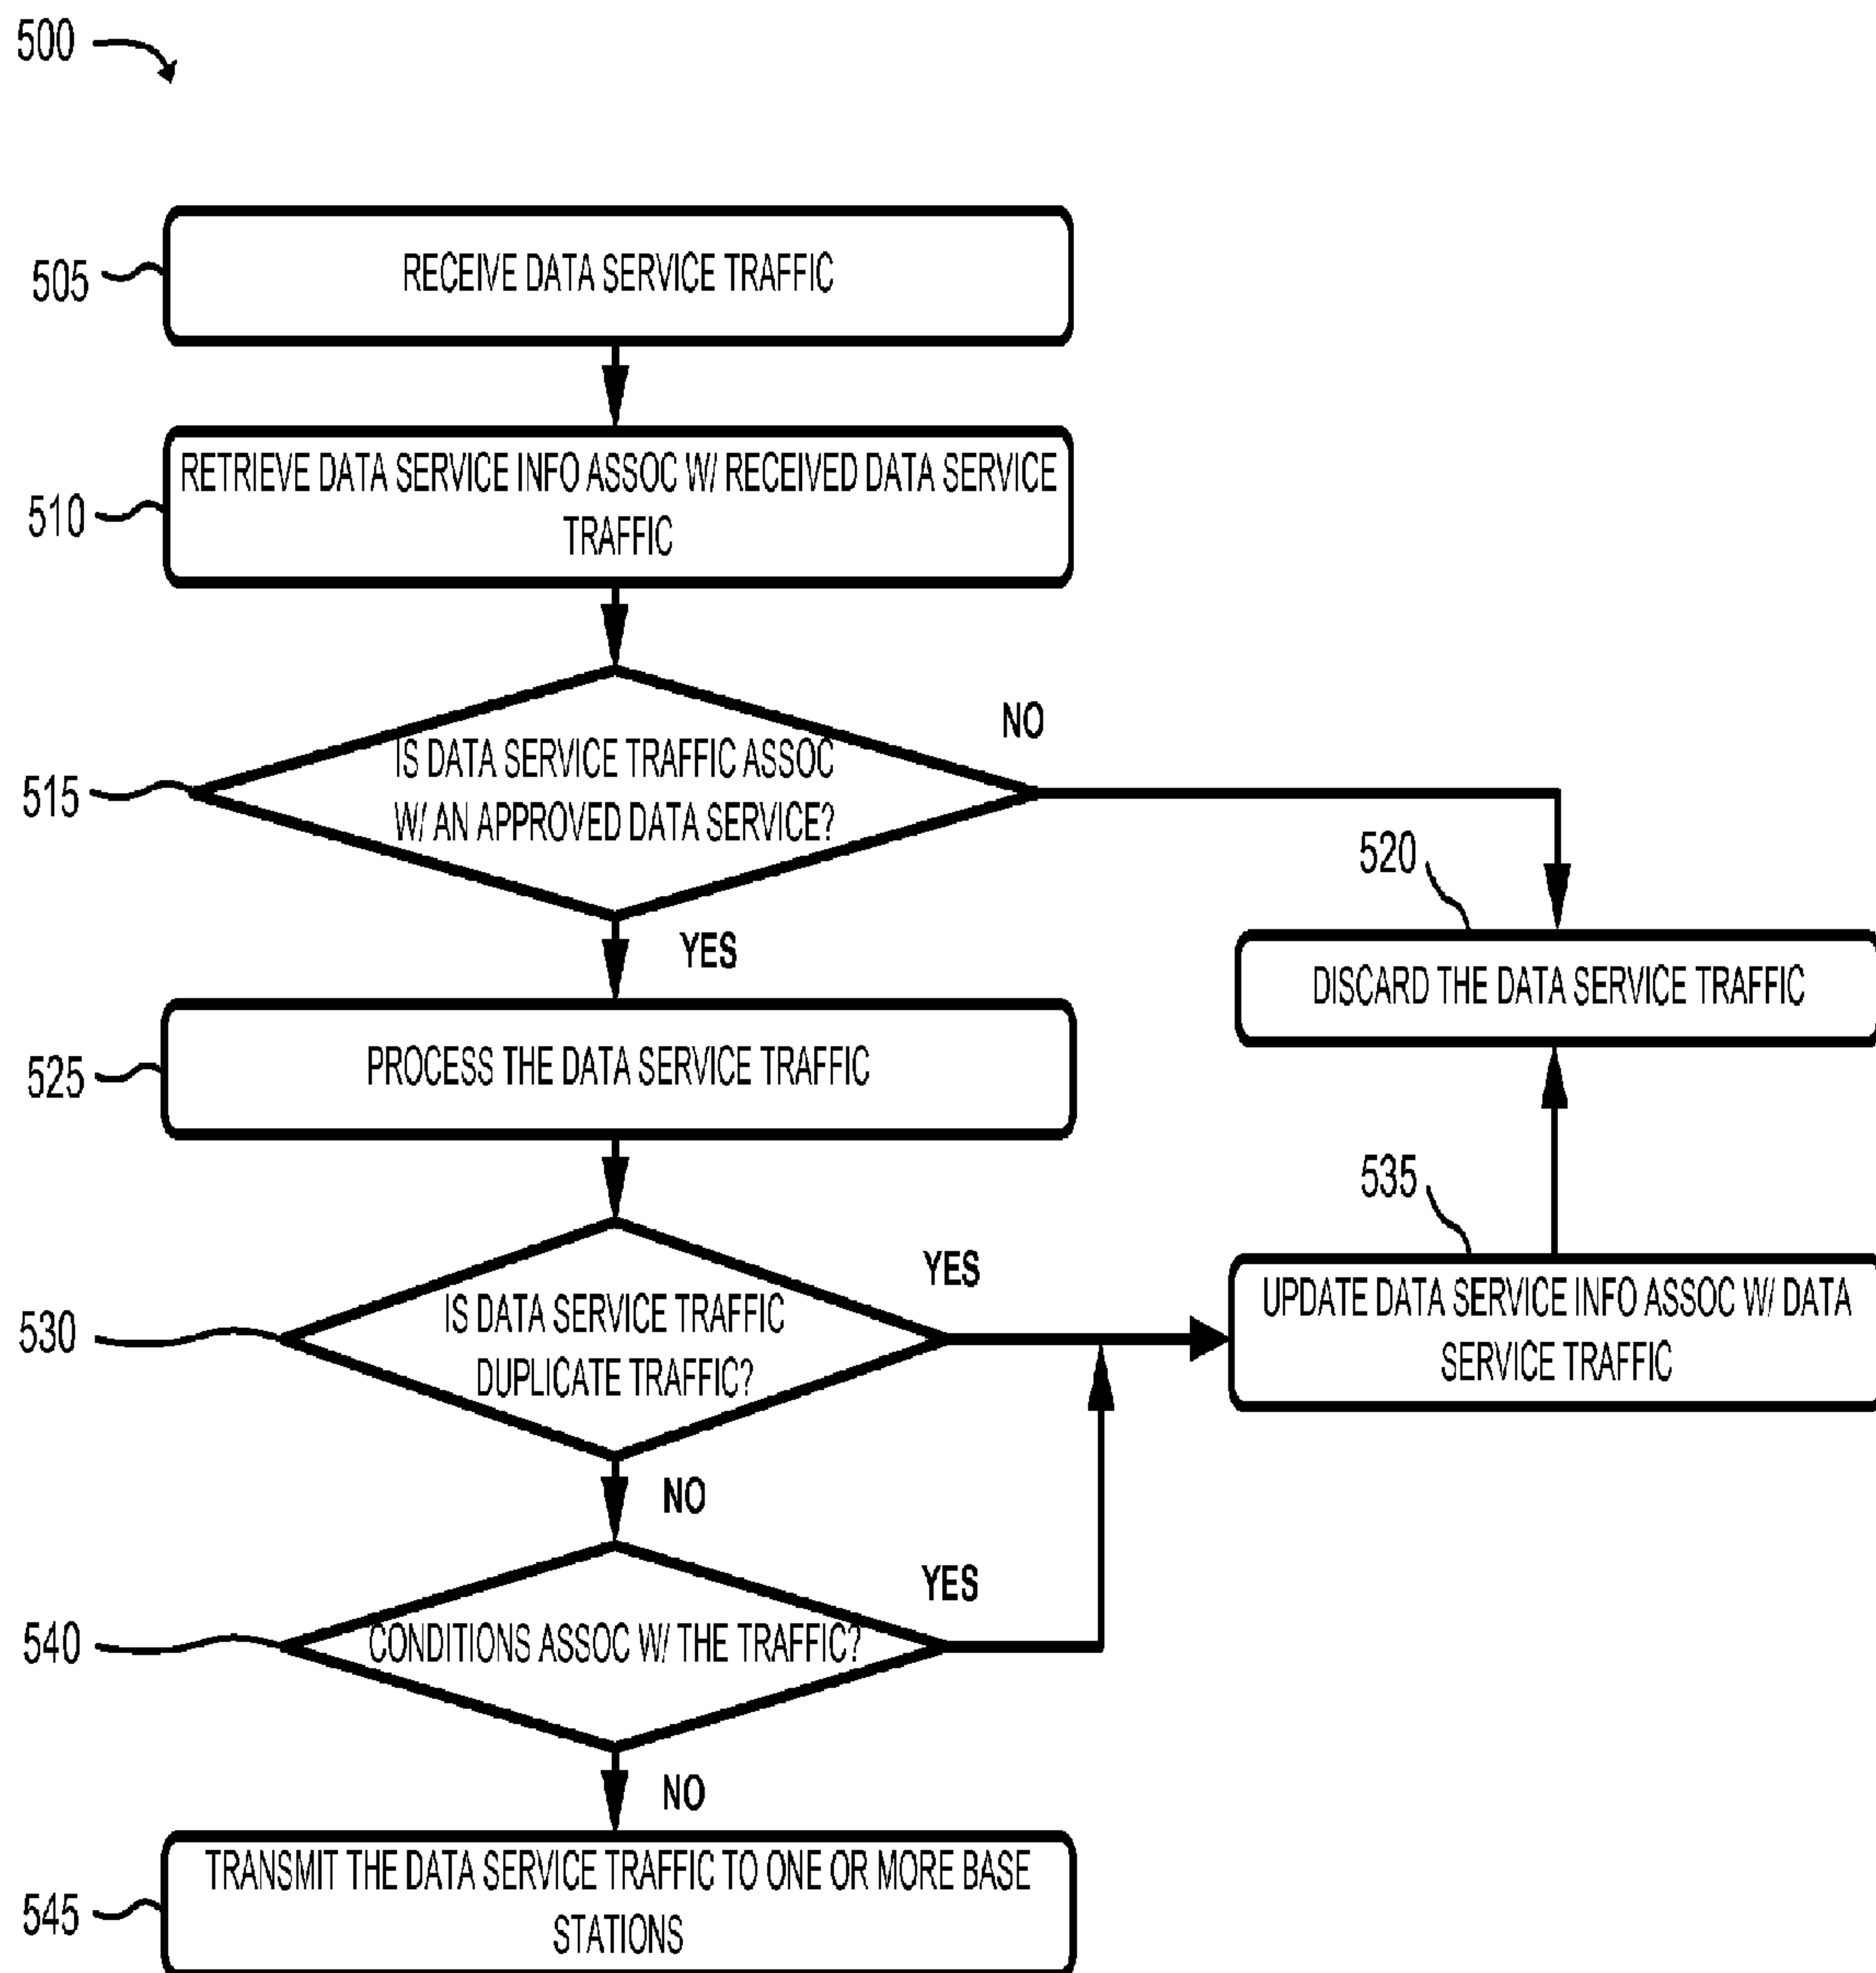 500
505
RECEIVE DATA SERVICE TRAFFIC
510
RETRIEVE DATA SERVICE INFO ASSOC W/ RECEIVED DATA SERVICE
TRAFFIC
515
IS DATA SERVICE TRAFFIC ASSOC
W/ AN APPROVED DATA SERVICE?
NO
YES
520
DISCARD THE DATA SERVICE TRAFFIC
525
PROCESS THE DATA SERVICE TRAFFIC
530
IS DATA SERVICE TRAFFIC
DUPLICATE TRAFFIC?
YES
NO
535
UPDATE DATA SERVICE INFO ASSOC W/ DATA
SERVICE TRAFFIC
540
CONDITIONS ASSOC W/ THE TRAFFIC?
YES
NO
545
TRANSMIT THE DATA SERVICE TRAFFIC TO ONE OR MORE BASE
STATIONS